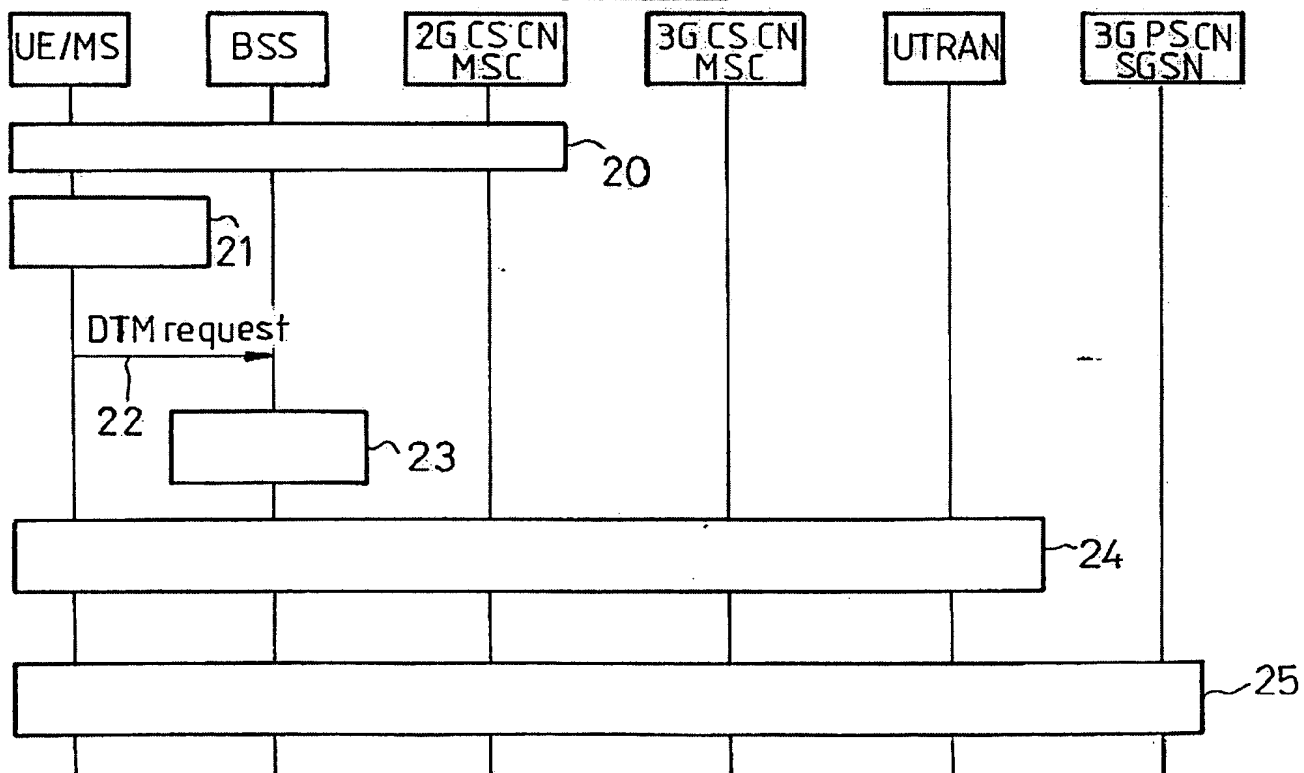 UE/MS
BSS
2G CS CN
MSC
3G CS CN
MSC
UTRAN
3G PS CN
SGSN
20
21
DTM request
22
23
24
25